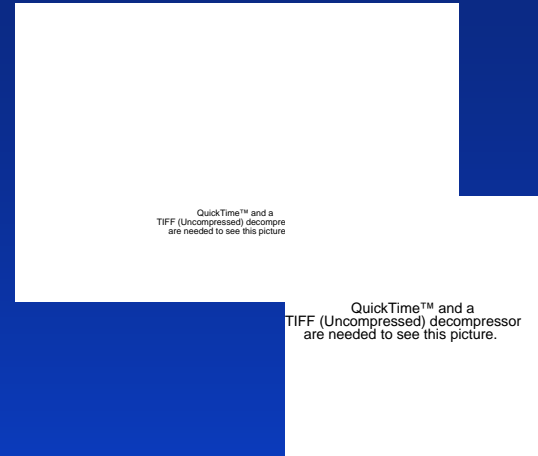 QuickTime™ and a
TIFF (Uncompressed) decompre
are needed to see this picture
QuickTime™ and a
TIFF (Uncompressed) decompressor
are needed to see this picture.